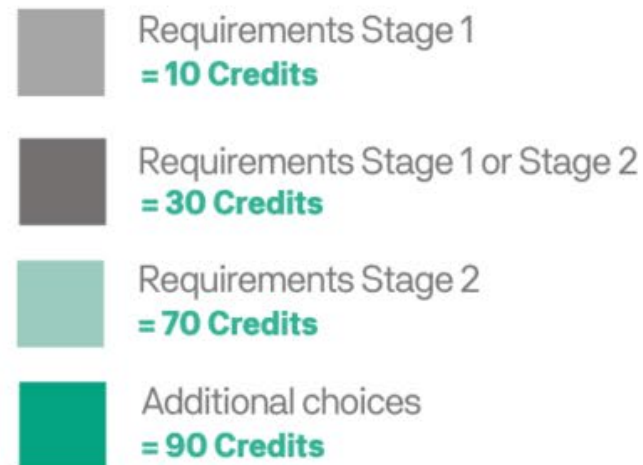 Requirements Stage 1
= 10 Credits
Requirements Stage 1 or Stage 2
= 30 Credits
Requirements Stage 2
= 70 Credits
Additional choices
= 90 Credits